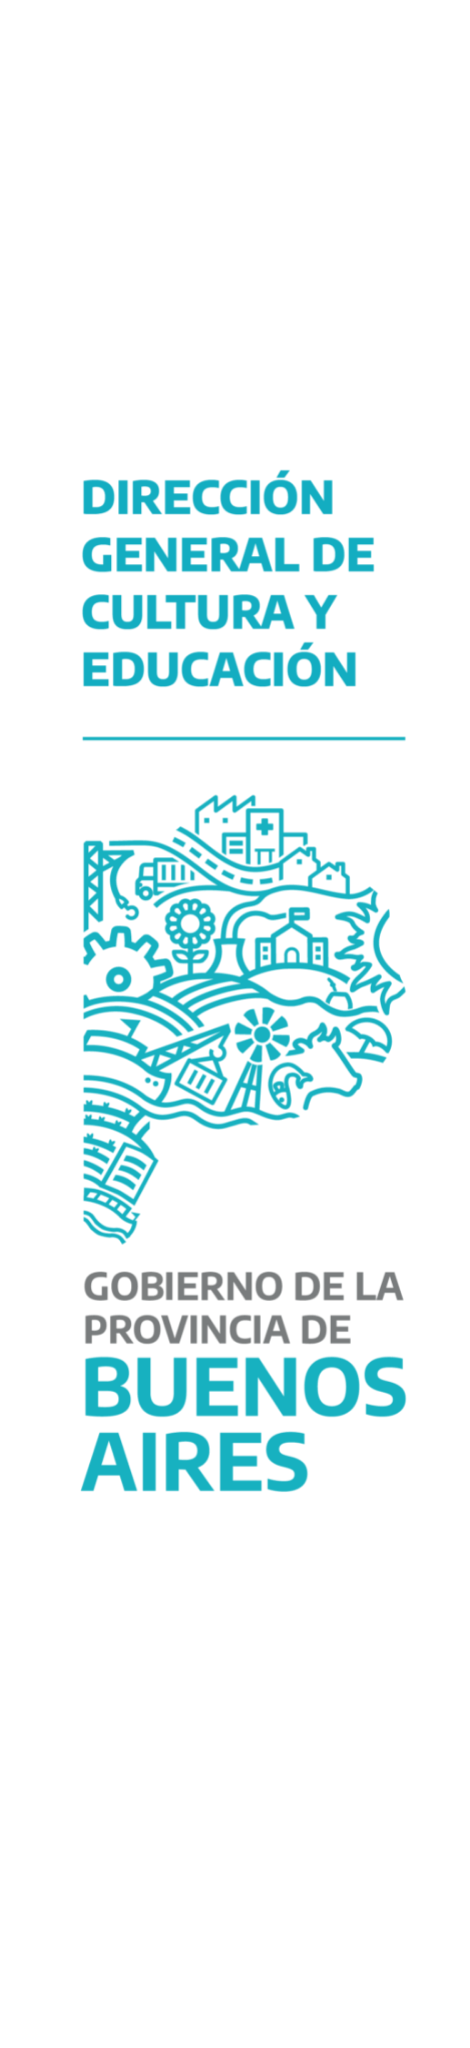 DIRECCIÓN
GENERAL DE
CULTURA Y
EDUCACIÓN
GOBIERNO DE LA
PROVINCIA DE
BUENOS
AIRES